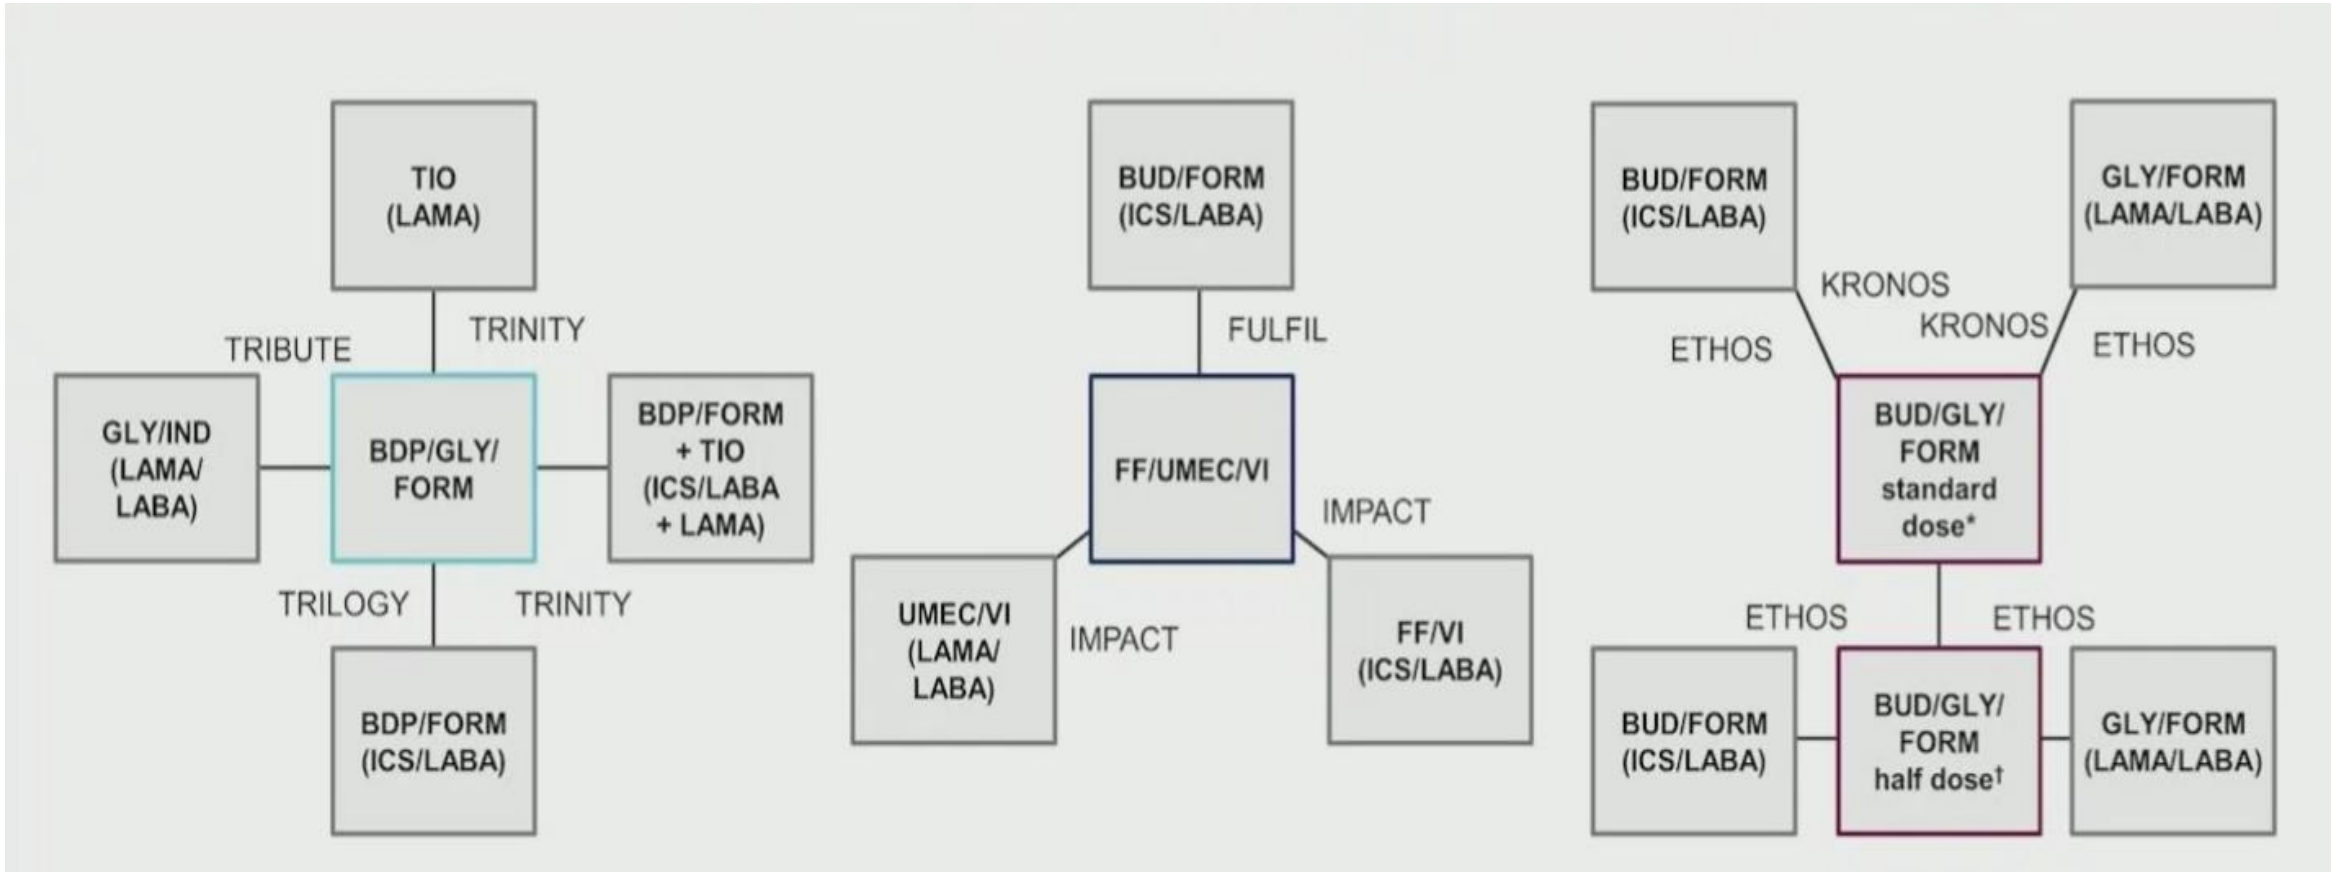 TIO
(LAMA)
TRIBUTE
TRINITY
GLY/IND
(LAMA/
LABA)
BDP/GLY/
FORM
BDP/FORM
+ TIO
(ICS/LABA
+ LAMA)
TRILOGY
TRINITY
BDP/FORM
(ICS/LABA)
BUD/FORM
(ICS/LABA)
FULFIL
FF/UMEC/VI
IMPACT
UMEC/VI
(LAMA/
LABA)
IMPACT
FF/VI
(ICS/LABA)
BUD/FORM
(ICS/LABA)
GLY/FORM
(LAMA/LABA)
KRONOS
KRONOS
ETHOS
ETHOS
BUD/GLY/
FORM
standard
dose*
ETHOS
ETHOS
BUD/FORM
(ICS/LABA)
BUD/GLY/
FORM
half dose†
GLY/FORM
(LAMA/LABA)